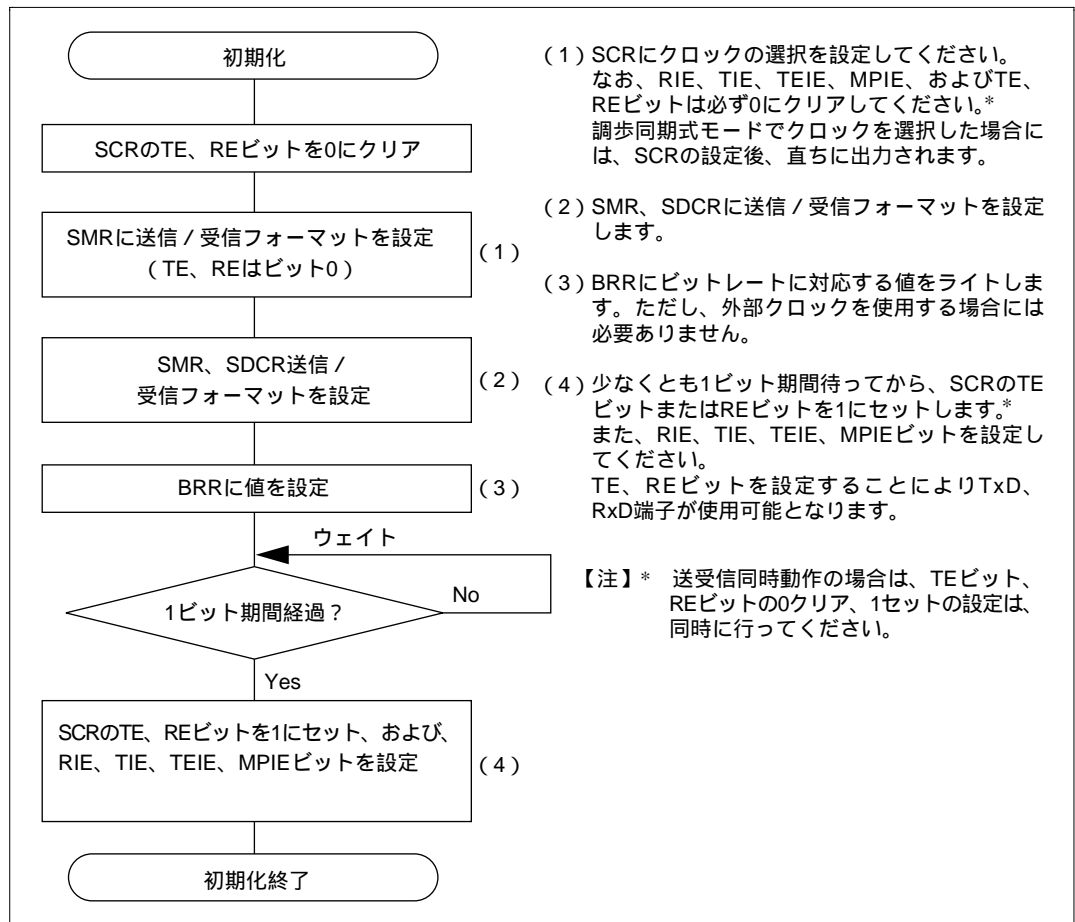 初期化
SCRのTE、REビットを0にクリア
SMRに送信／受信フォーマットを設定
（TE、REはビット0）
（1）
SMR、SDCR送信／
受信フォーマットを設定
（2）
BRRに値を設定
（3）
ウェイト
1ビット期間経過？
No
Yes
SCRのTE、REビットを1にセット、および、
RIE、TIE、TEIE、MPIEビットを設定
（4）
初期化終了
（1）SCRにクロックの選択を設定してください。
なお、RIE、TIE、TEIE、MPIE、およびTE、
REビットは必ず0にクリアしてください。*
調歩同期式モードでクロックを選択した場合に
は、SCRの設定後、直ちに出力されます。
（2）SMR、SDCRに送信／受信フォーマットを設定
します。
（3）BRRにビットレートに対応する値をライトしま
す。ただし、外部クロックを使用する場合には
必要ありません。
（4）少なくとも1ビット期間待ってから、SCRのTE
ビットまたはREビットを1にセットします。*
また、RIE、TIE、TEIE、MPIEビットを設定し
てください。
TE、REビットを設定することによりTxD、
RxD端子が使用可能となります。
【注】* 送受信同時動作の場合は、TEビット、
REビットの0クリア、1セットの設定は、
同時に行ってください。